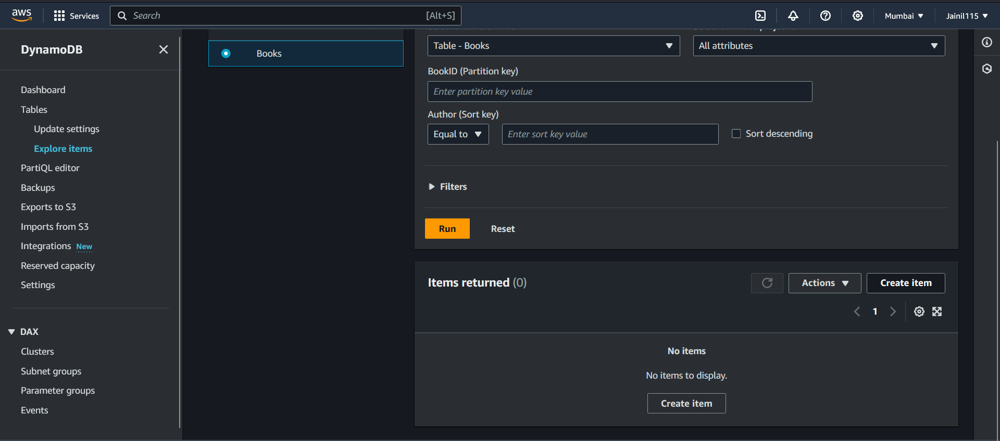 aws
Services
Search
[Alt+S]
Mumbai
Jainil115
DynamoDB
Dashboard
Tables
Update settings
Explore items
PartiQL editor
Backups
Exports to S3
Imports from S3
Integrations New
Reserved capacity
Settings
DAX
Clusters
Subnet groups
Parameter groups
Events
Books
Table - Books
All attributes
BookID (Partition key)
Enter partition key value
Author (Sort key)
Equal to
Enter sort key value
Sort descending
Filters
Run
Reset
Items returned (0)
Actions
Create item
1
No items
No items to display.
Create item